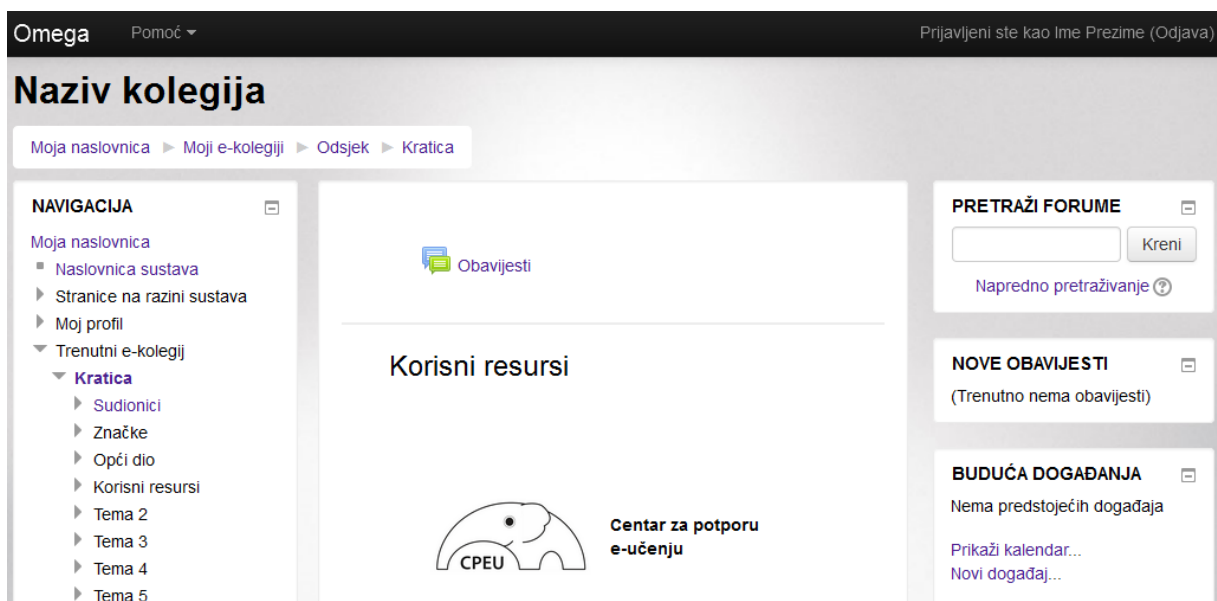 Omega Pomoć Prijavljeni ste kao Ime Prezime (Odjava)
Naziv kolegija
Moja naslovnica Moji e-kolegiji Odsjek Kratica
NAVIGACIJA
Moja naslovnica
Naslovnica sustava
Stranice na razini sustava
Moj profil
Trenutni e-kolegij
Kratica
Sudionici
Značke
Opći dio
Korisni resursi
Tema 2
Tema 3
Tema 4
Tema 5
Obavijesti
Korisni resursi
CPEU
Centar za potporu
e-učenju
PRETRAŽI FORUME
Kreni
Napredno pretraživanje
NOVE OBAVIJESTI
(Trenutno nema obavijesti)
BUDUĆA DOGAĐANJA
Nema predstojećih događaja
Prikaži kalendar...
Novi događaj...